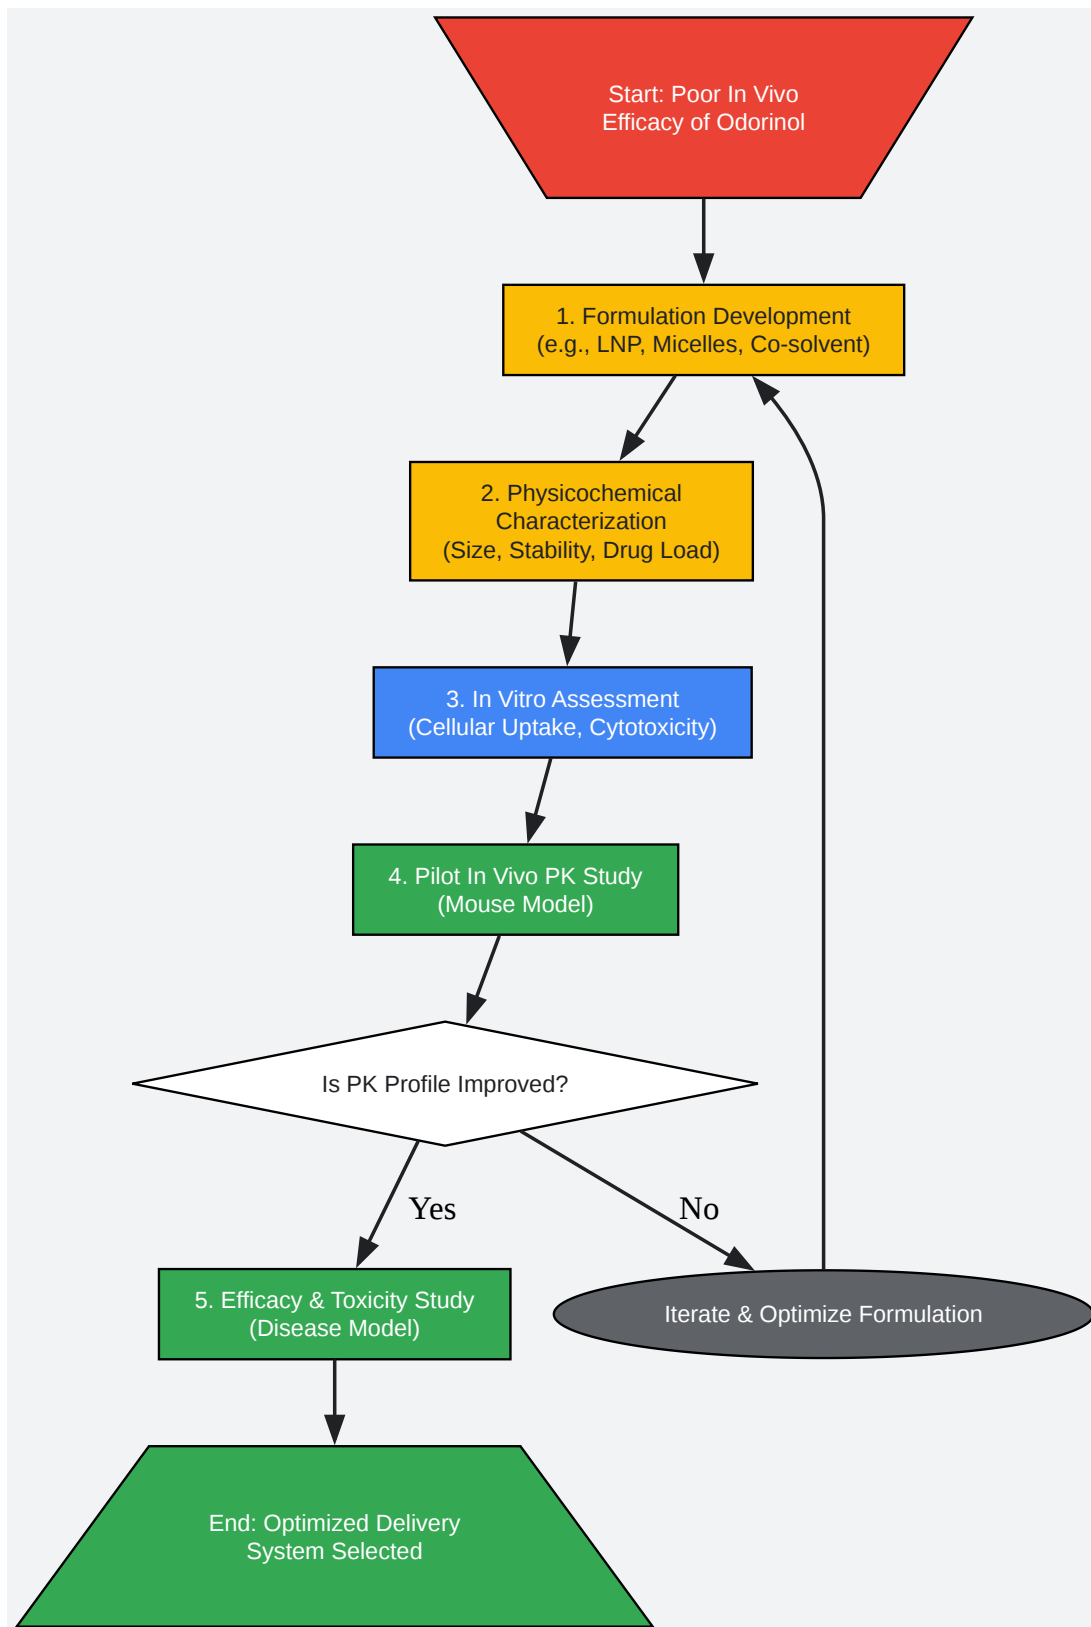 Start: Poor In Vivo
Efficacy of Odorinol
1. Formulation Development
(e.g., LNP, Micelles, Co-solvent)
2. Physicochemical
Characterization
(Size, Stability, Drug Load)
3. In Vitro Assessment
(Cellular Uptake, Cytotoxicity)
4. Pilot In Vivo PK Study
(Mouse Model)
Is PK Profile Improved?
Yes
No
5. Efficacy & Toxicity Study
(Disease Model)
Iterate & Optimize Formulation
End: Optimized Delivery
System Selected